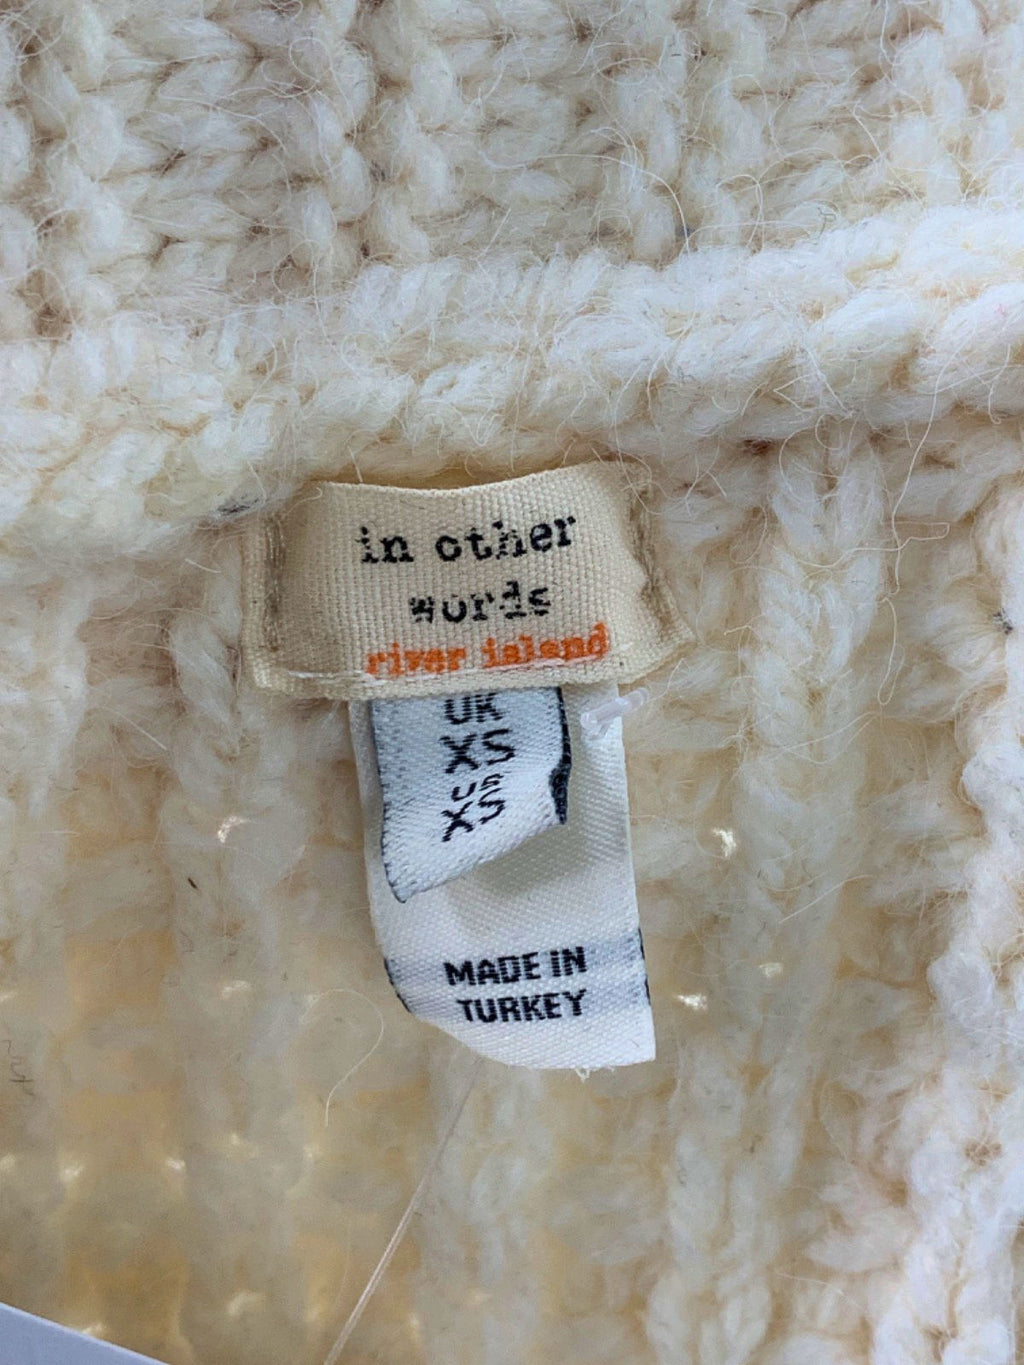 in other
words
river island
UK
XS
US
XS
MADE IN
TURKEY